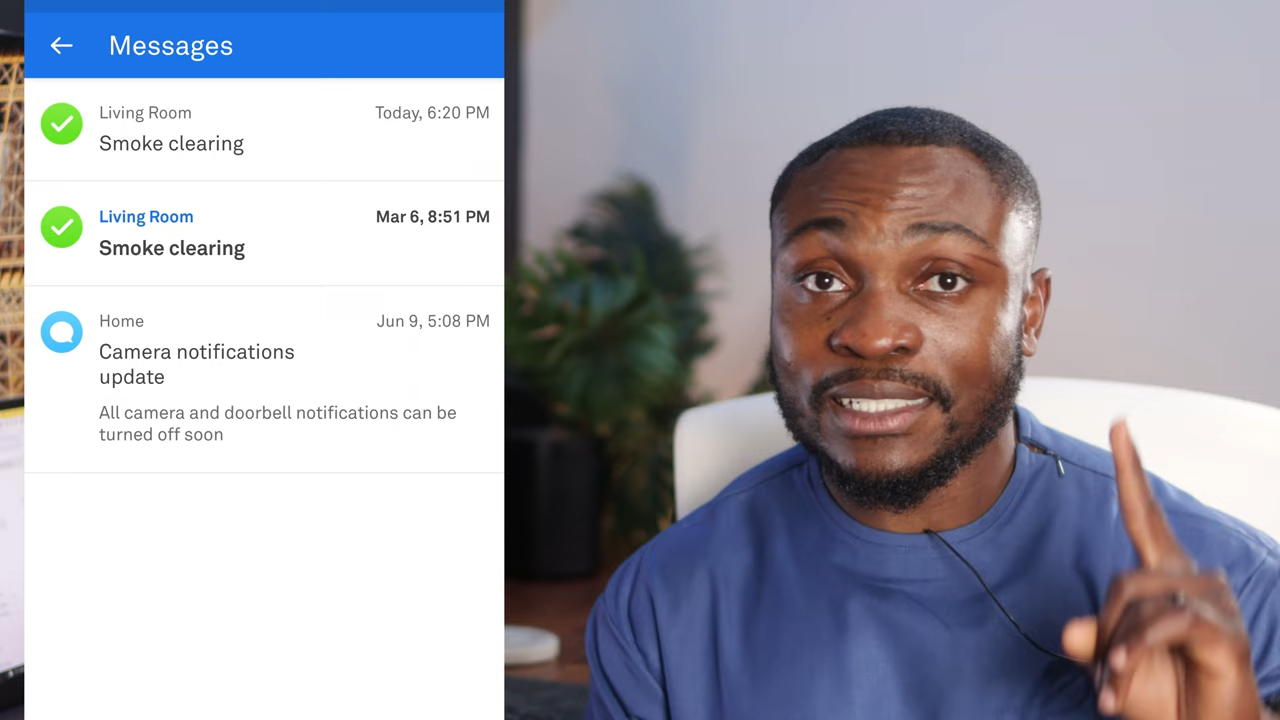 Messages
Living Room Today, 6:20 PM
Smoke clearing
Living Room Mar 6, 8:51 PM
Smoke clearing
Home Jun 9, 5:08 PM
Camera notifications
update
All camera and doorbell notifications can be
turned off soon